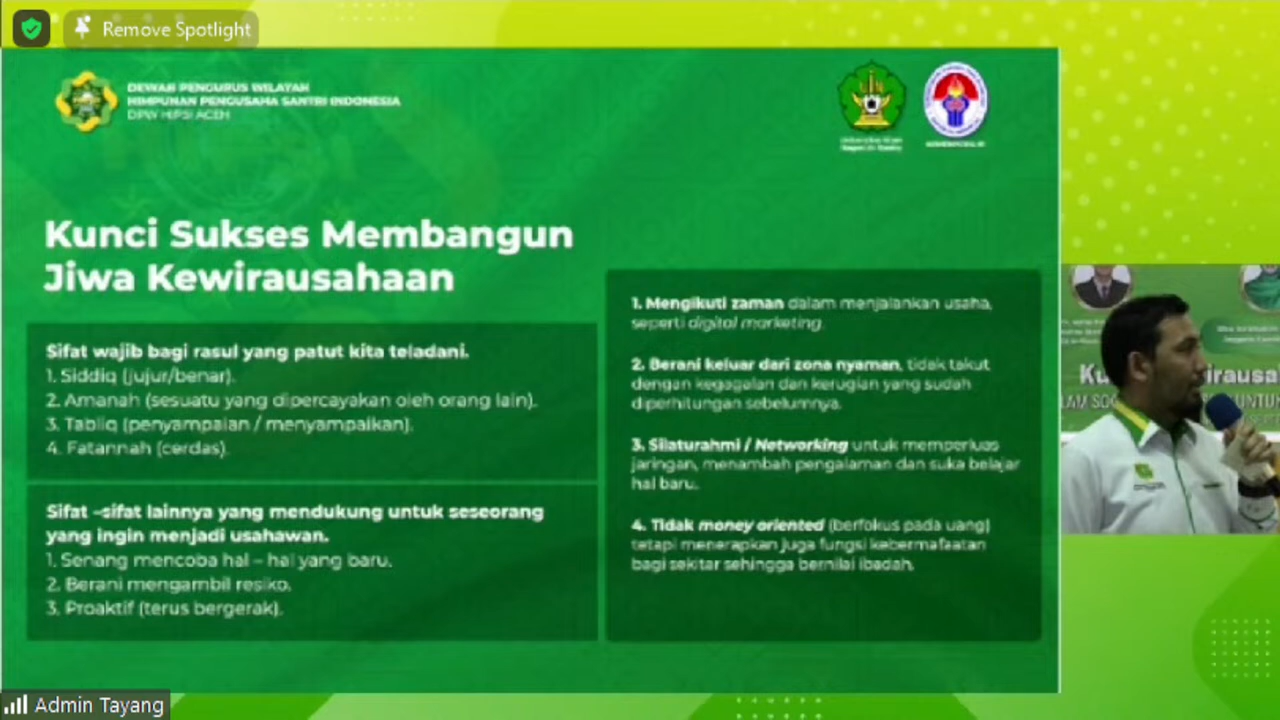 Remove Spotlight
DEWAN PENGURUS WILAYAH
HIMPUNAN PENGUSAHA SANTRI INDONESIA
DPW HIPSI ACEH
Kunci Sukses Membangun
Jiwa Kewirausahaan
Sifat wajib bagi rasul yang patut kita teladani.
1. Siddiq (jujur/benar).
2. Amanah (sesuatu yang dipercayakan oleh orang lain).
3. Tabliq (penyampaian / menyampaikan).
4. Fatannah (cerdas).
Sifat –sifat lainnya yang mendukung untuk seseorang
yang ingin menjadi usahawan.
1. Senang mencoba hal – hal yang baru.
2. Berani mengambil resiko.
3. Proaktif (terus bergerak).
1. Mengikuti zaman dalam menjalankan usaha,
seperti digital marketing.
2. Berani keluar dari zona nyaman, tidak takut
dengan kegagalan dan kerugian yang sudah
diperhitungan sebelumnya.
3. Silaturahmi / Networking untuk memperluas
jaringan, menambah pengalaman dan suka belajar
hal baru.
4. Tidak money oriented (berfokus pada uang)
tetapi menerapkan juga fungsi kebermafaatan
bagi sekitar sehingga bernilai ibadah.
Admin Tayang